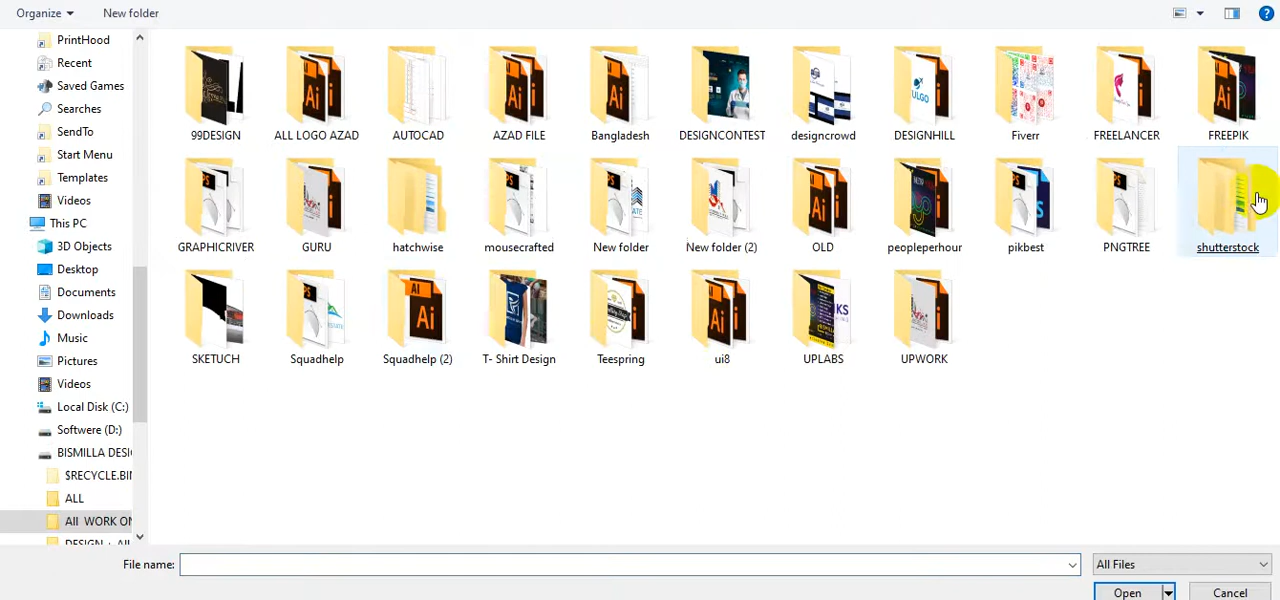 Organize New folder
PrintHood
Recent
Saved Games
Searches
SendTo
Start Menu
Templates
Videos
This PC
3D Objects
Desktop
Documents
Downloads
Music
Pictures
Videos
Local Disk (C:)
Softwere (D:)
BISMILLA DESI
$RECYCLE.BIN
ALL
All WORK ON
99DESIGN ALL LOGO AZAD AUTOCAD AZAD FILE Bangladesh DESIGNCONTEST designcrowd DESIGNHILL Fiverr FREELANCER FREEPIK
GRAPHICRIVER GURU hatchwise mousecrafted New folder New folder (2) OLD peopleperhour pikbest PNGTREE shutterstock
SKETUCH Squadhelp Squadhelp (2) T- Shirt Design Teespring ui8 UPLABS UPWORK
File name: All Files
Open Cancel